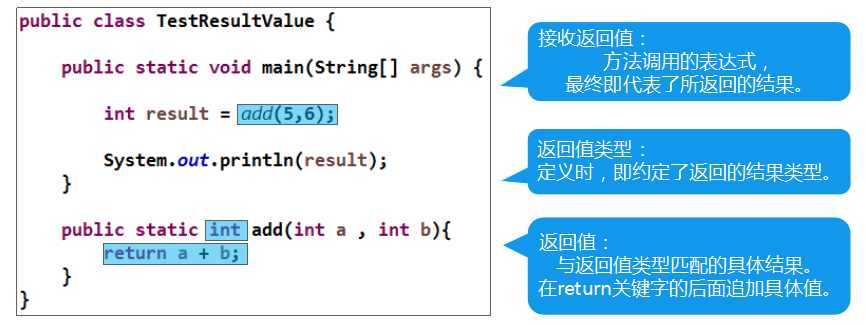 public class TestResultValue {
public static void main(String[] args) {
int result = add(5,6);
System.out.println(result);
}
public static int add(int a , int b){
return a + b;
}
}
接收返回值：
方法调用的表达式，
最终即代表了所返回的结果。
返回值类型：
定义时，即约定了返回的结果类型。
返回值：
与返回值类型匹配的具体结果。
在return关键字的后面追加具体值。